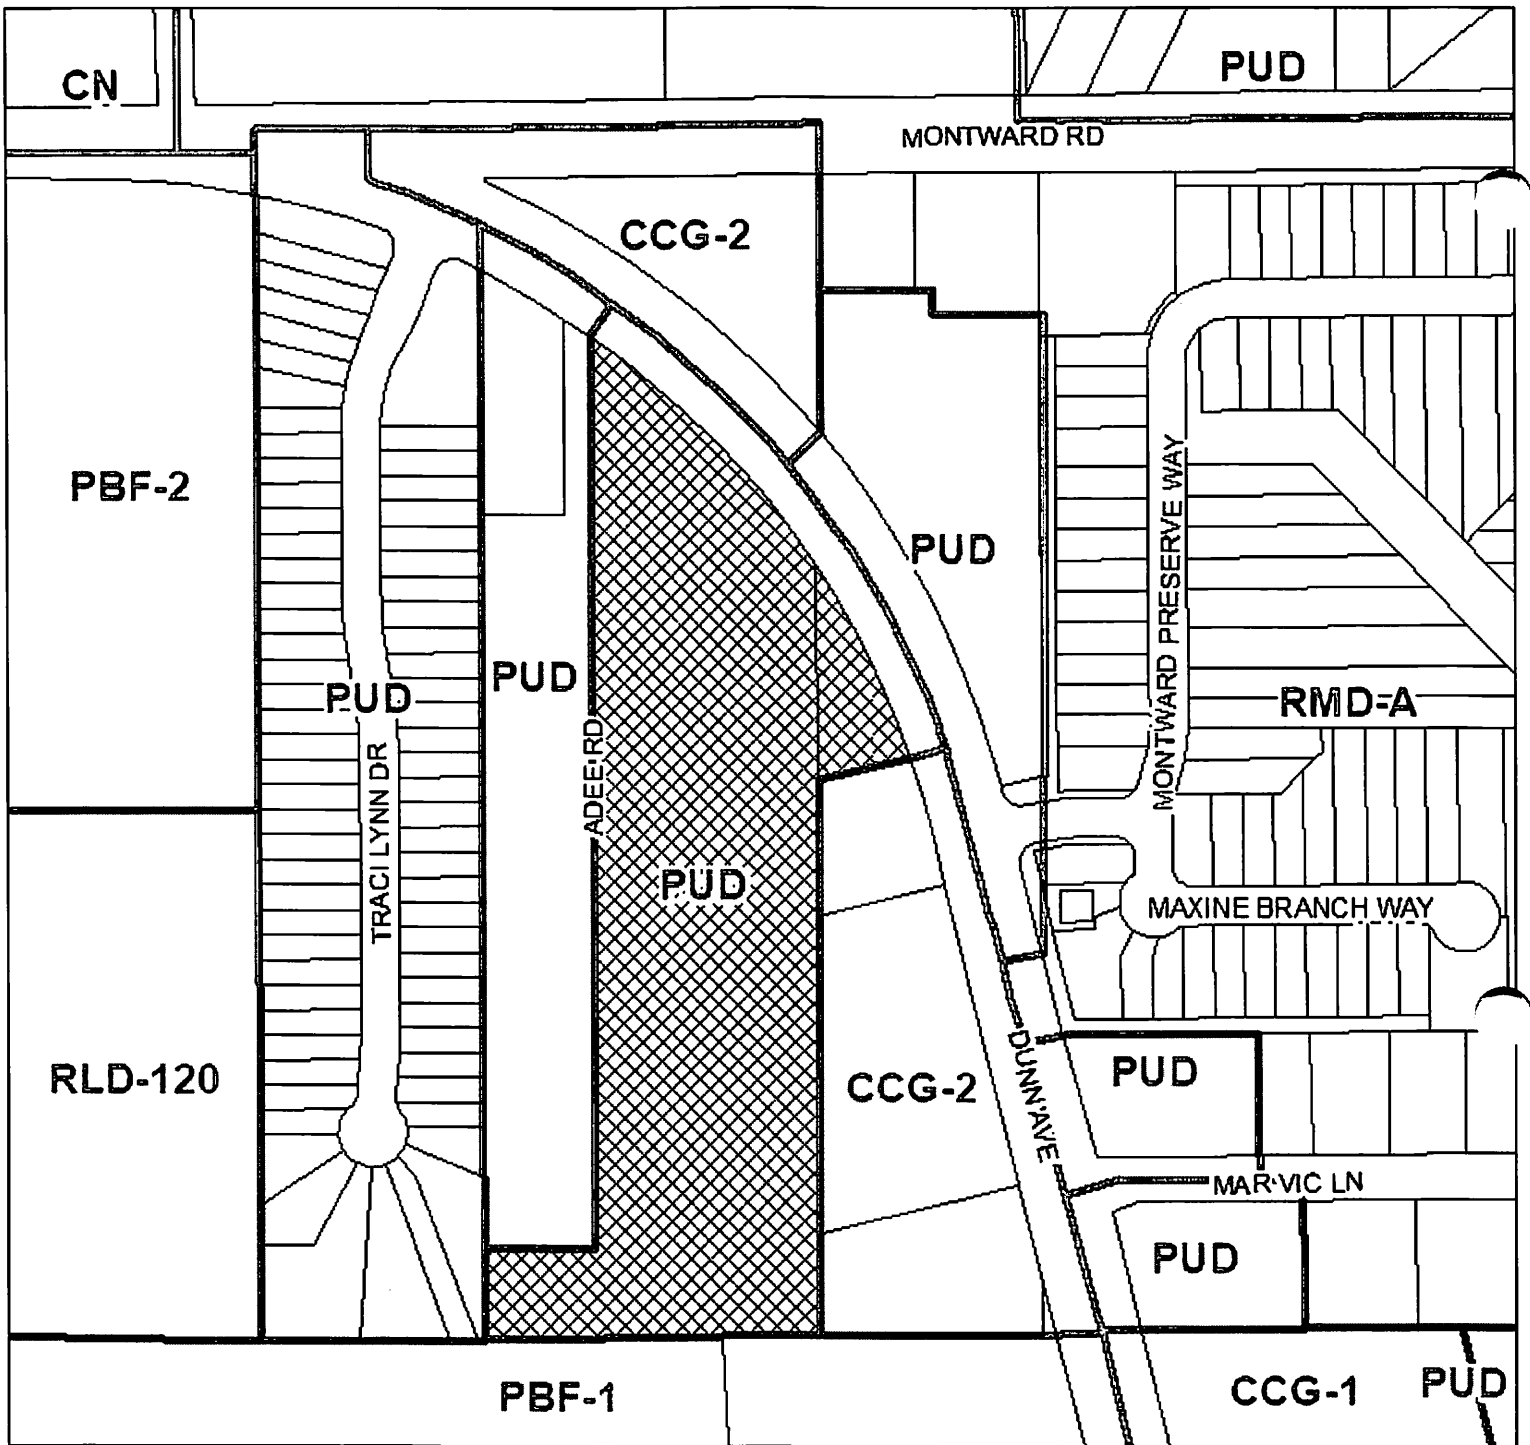 CN
PUD
MONTWARD RD
CCG-2
PBF-2
PUD
MONTWARD PRESERVE WAY
PUD
PUD
RMD-A
ADEE RD
TRACI LYNN DR
PUD
MAXINE BRANCH WAY
RLD-120
CCG-2
DUNN AVE
PUD
MAR VIC LN
PUD
PBF-1
CCG-1
PUD